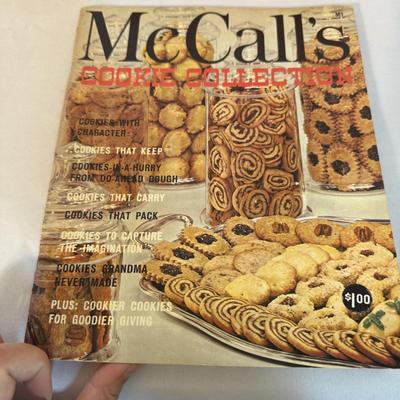 McCall's
COOKIE COLLECTION
COOKIES WITH
CHARACTER
COOKIES THAT KEEP
COOKIES-IN-A-HURRY
FROM DO-AHEAD DOUGH
COOKIES THAT CARRY
COOKIES THAT PACK
COOKIES TO CAPTURE
THE IMAGINATION
COOKIES GRANDMA
NEVER MADE
PLUS: COOKIER COOKIES
FOR GOODIER GIVING
$1.00